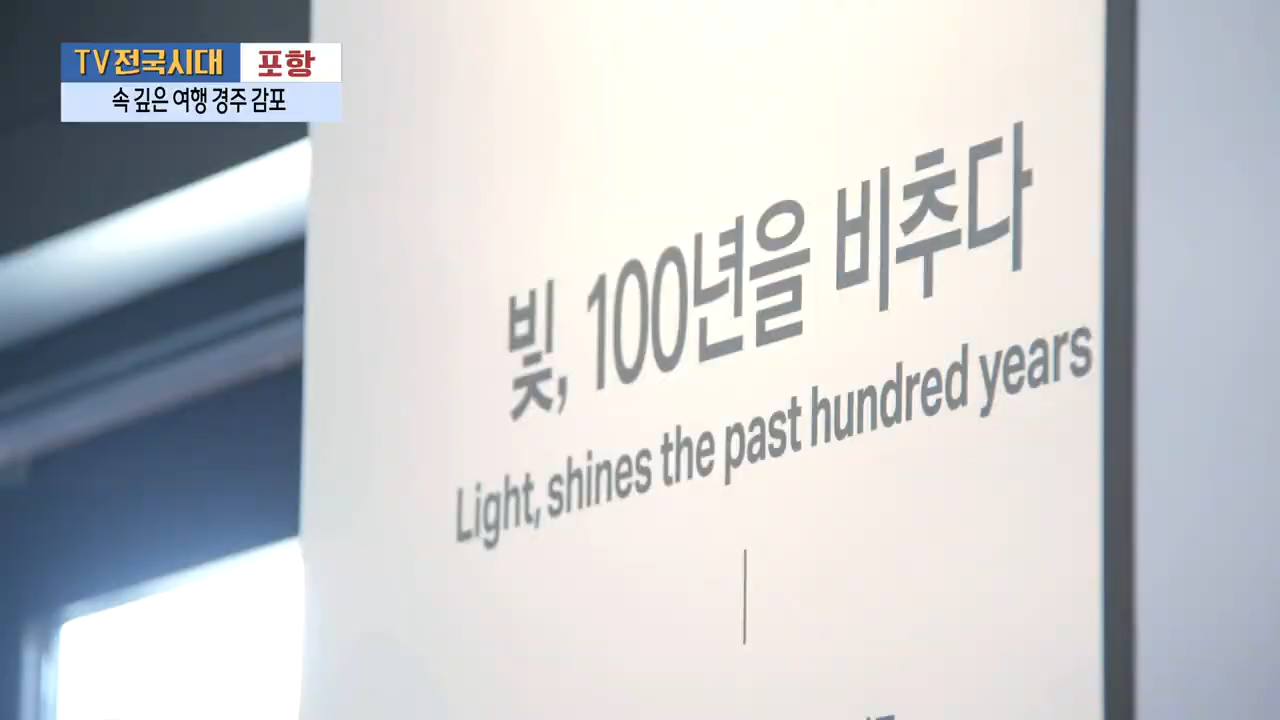 TV전국시대 포항
속 깊은 여행 경주 감포
빛, 100년을 비추다
Light, shines the past hundred years